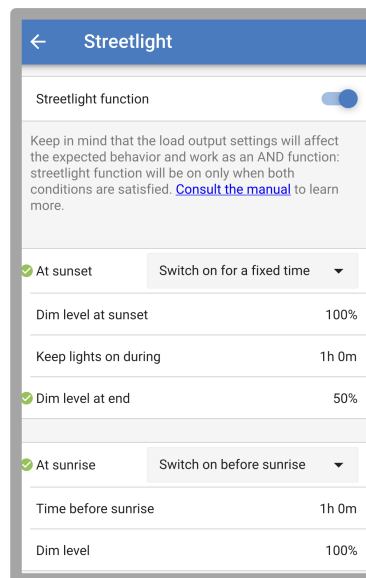 Streetlight
Streetlight function
Keep in mind that the load output settings will affect
the expected behavior and work as an AND function:
streetlight function will be on only when both
conditions are satisfied. Consult the manual to learn
more.
At sunset Switch on for a fixed time
Dim level at sunset 100%
Keep lights on during 1h 0m
Dim level at end 50%
At sunrise Switch on before sunrise
Time before sunrise 1h 0m
Dim level 100%